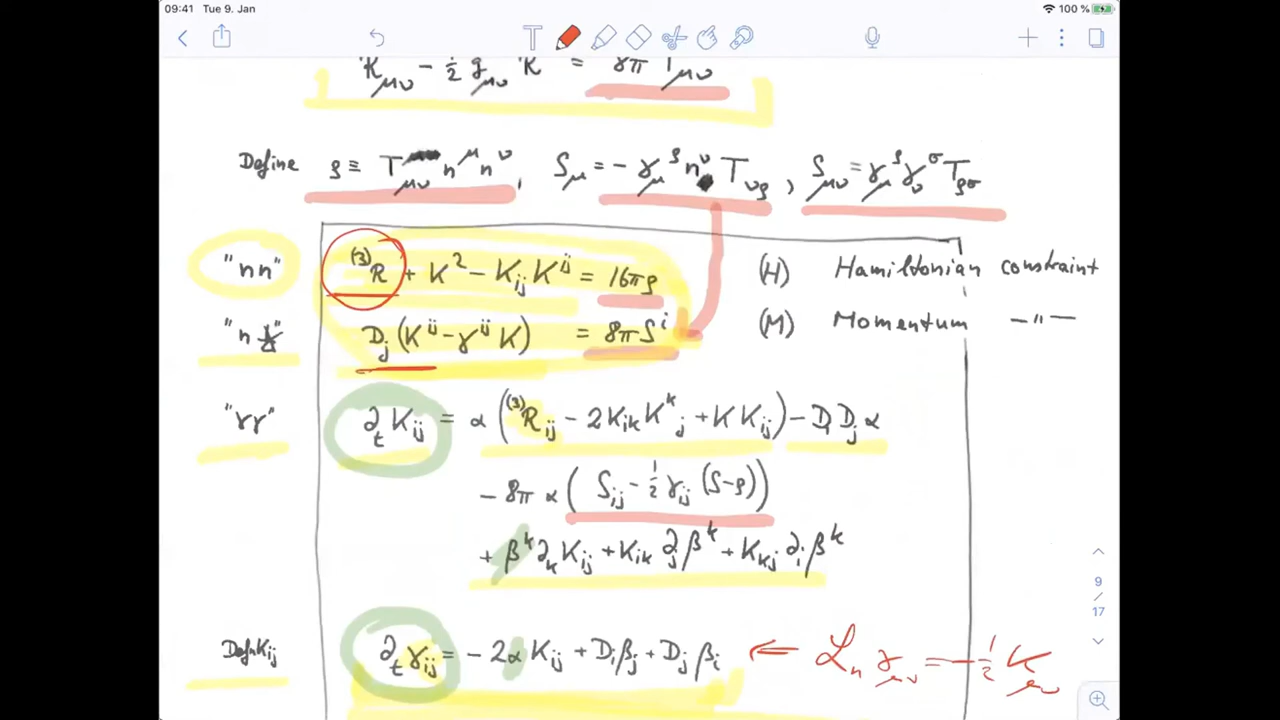 09:41 Tue 9. Jan 100 %
R_μν − ½ g_μν R = 8π T_μν
Define ρ ≡ T_μν n^μ n^ν, S_μ = − γ_μ^ρ n^ν T_νρ, S_μν = γ_μ^ρ γ_ν^σ T_ρσ
"nn" ⁽³⁾R + K² − K_ij K^ij = 16πρ (H) Hamiltonian constraint
"n γ" D_j (K^ij − γ^ij K) = 8π S^i (M) Momentum —"—
"γγ" ∂_t K_ij = α (⁽³⁾R_ij − 2K_ik K^k_j + K K_ij) − D_i D_j α
− 8π α (S_ij − ½ γ_ij (S−ρ))
+ β^k ∂_k K_ij + K_ik ∂_j β^k + K_kj ∂_i β^k
Defn K_ij ∂_t γ_ij = − 2α K_ij + D_i β_j + D_j β_i ← ℒ_n γ_μν = − ½ K_μν
9
/
17